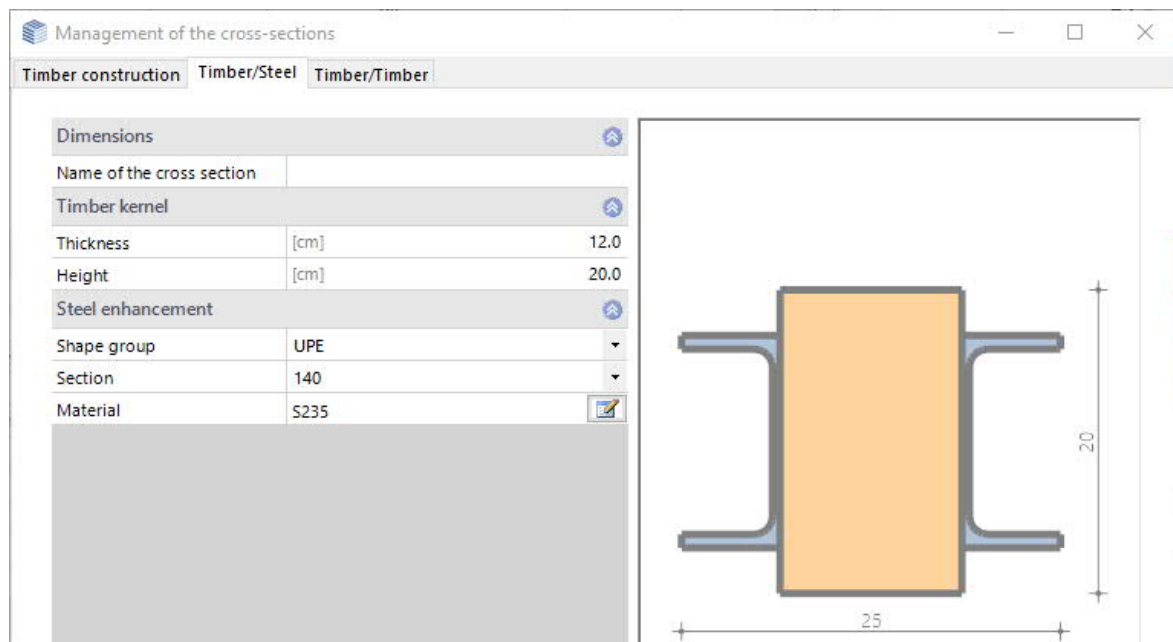 Management of the cross-sections
Timber construction Timber/Steel Timber/Timber
Dimensions
Name of the cross section
Timber kernel
Thickness [cm] 12.0
Height [cm] 20.0
Steel enhancement
Shape group UPE
Section 140
Material S235
20
25